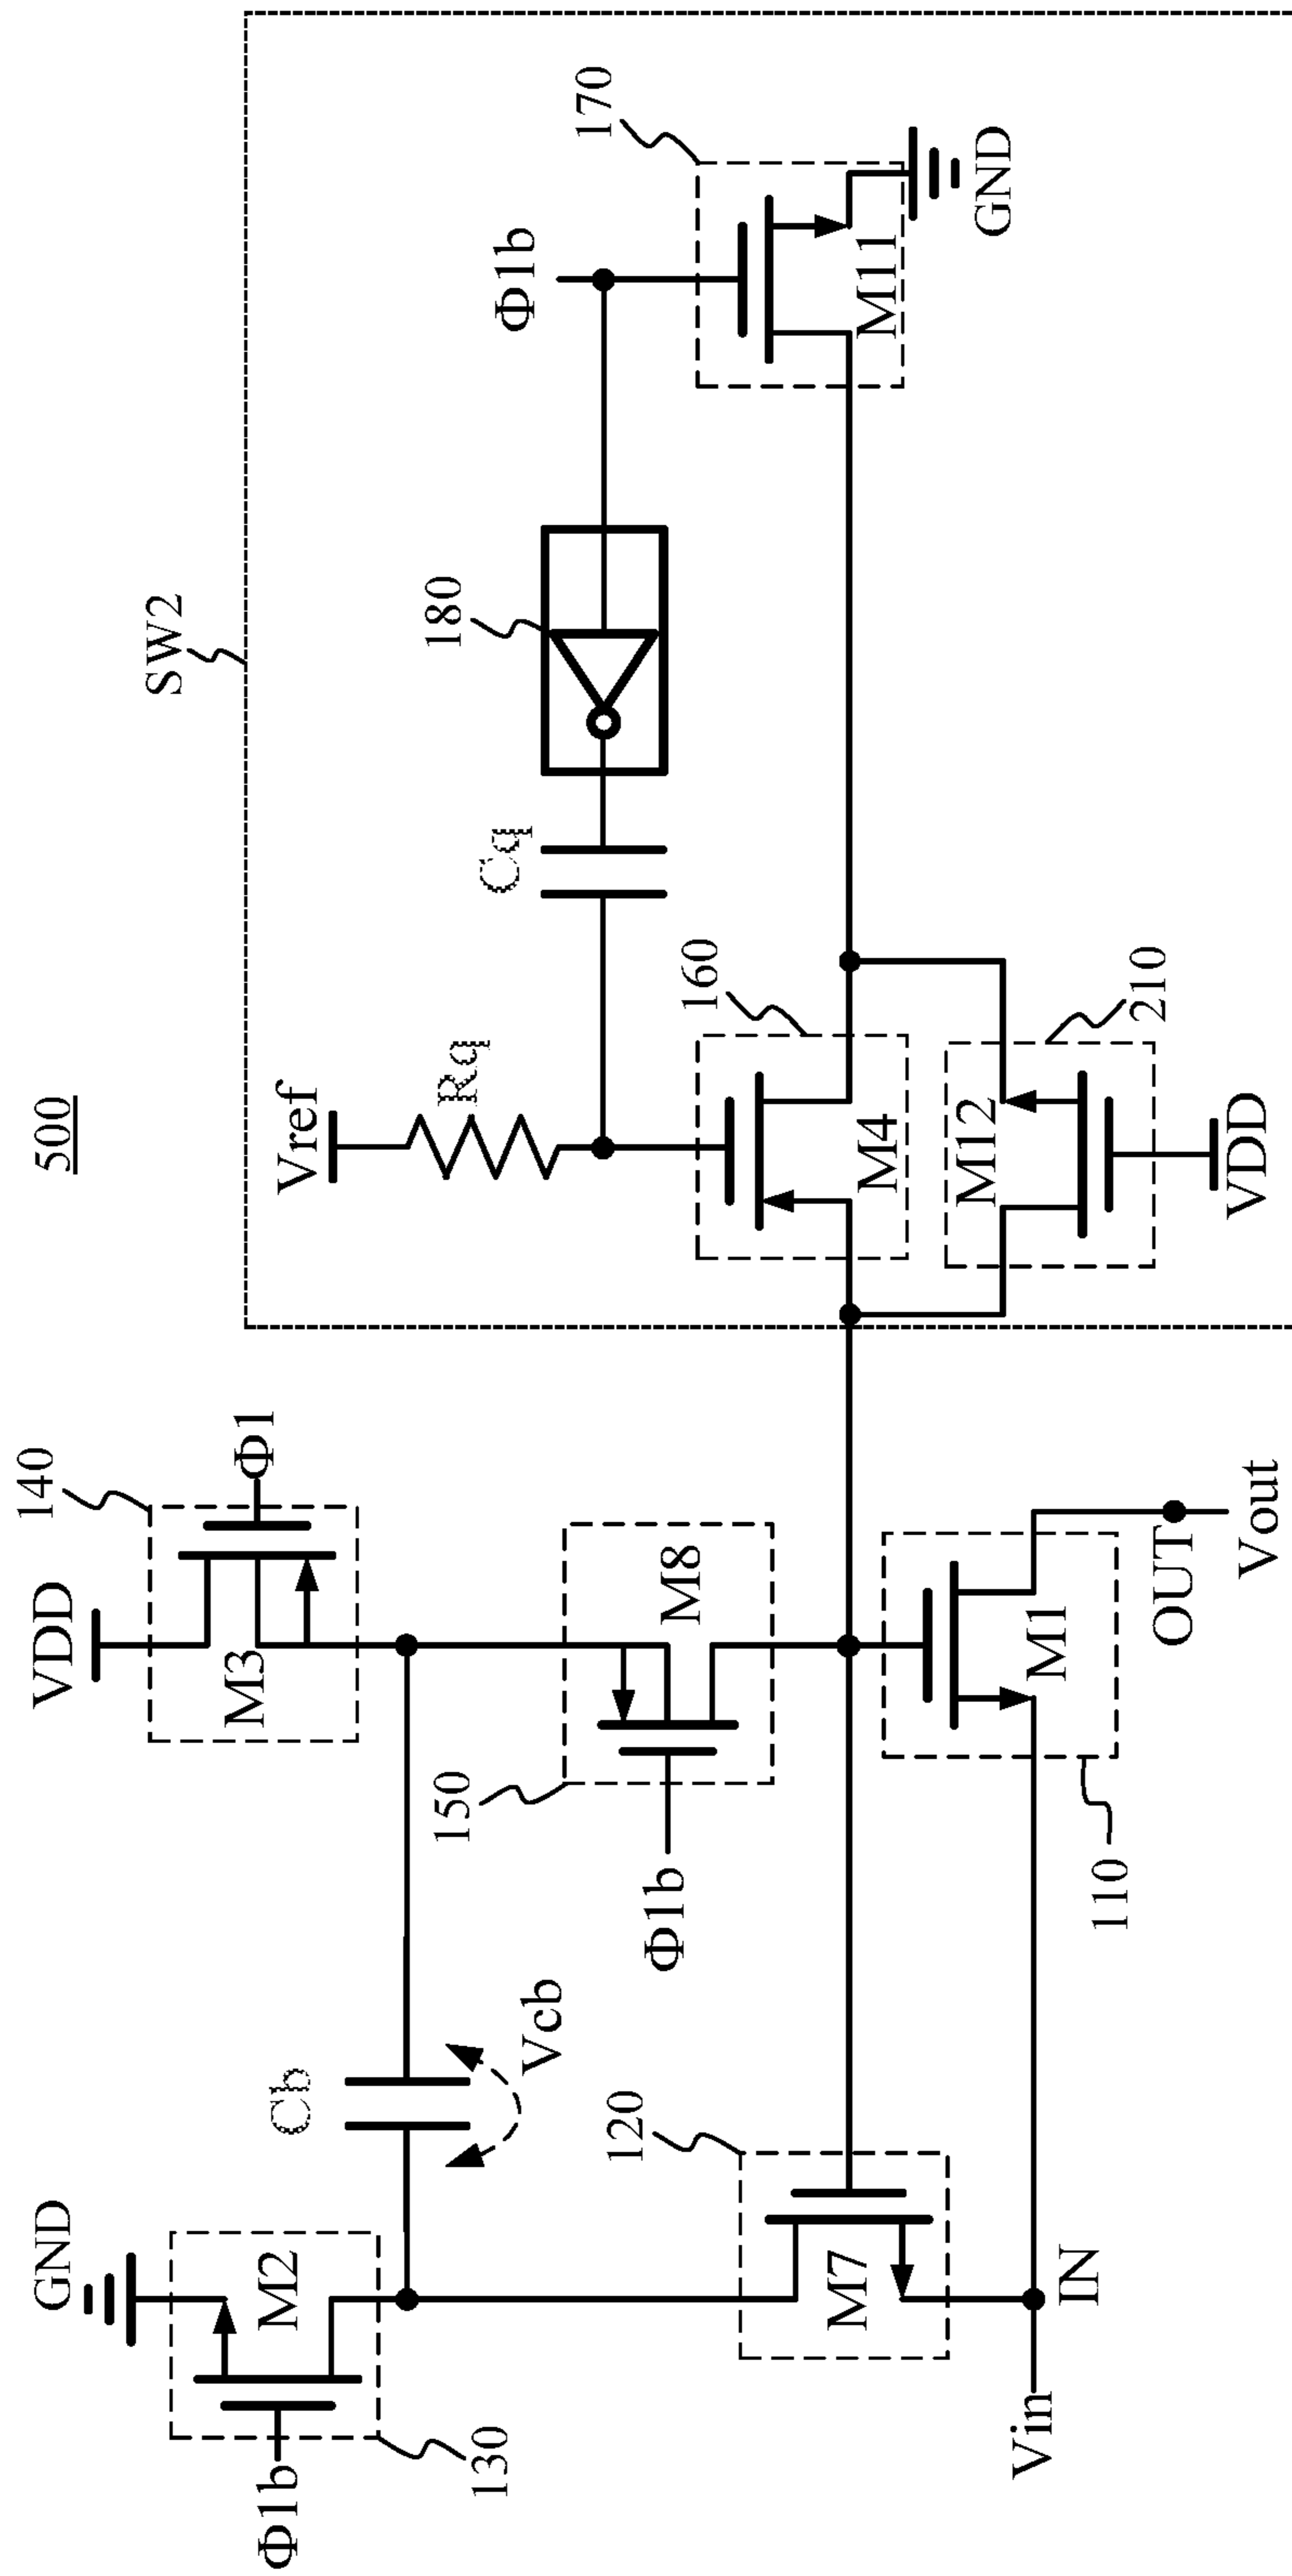 500
SW2
GND
Φ1b
M2
130
Cb
Vcb
VDD
M3
140
Φ1
150
M8
Φ1b
Vref
Rq
Cq
180
Φ1b
170
M11
GND
160
M4
M12
210
VDD
120
M7
Vin
IN
110
M1
OUT
Vout